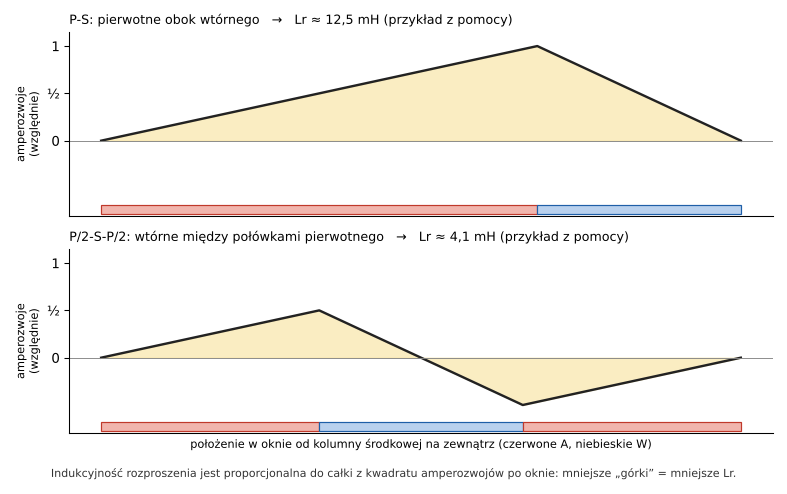 P-S: pierwotne obok wtórnego → Lr ≈ 12,5 mH (przykład z pomocy)
1
½
0
amperozwoje
(względnie)
P/2-S-P/2: wtórne między połówkami pierwotnego → Lr ≈ 4,1 mH (przykład z pomocy)
1
½
0
amperozwoje
(względnie)
położenie w oknie od kolumny środkowej na zewnątrz (czerwone A, niebieskie W)
Indukcyjność rozproszenia jest proporcjonalna do całki z kwadratu amperozwojów po oknie: mniejsze „górki” = mniejsze Lr.